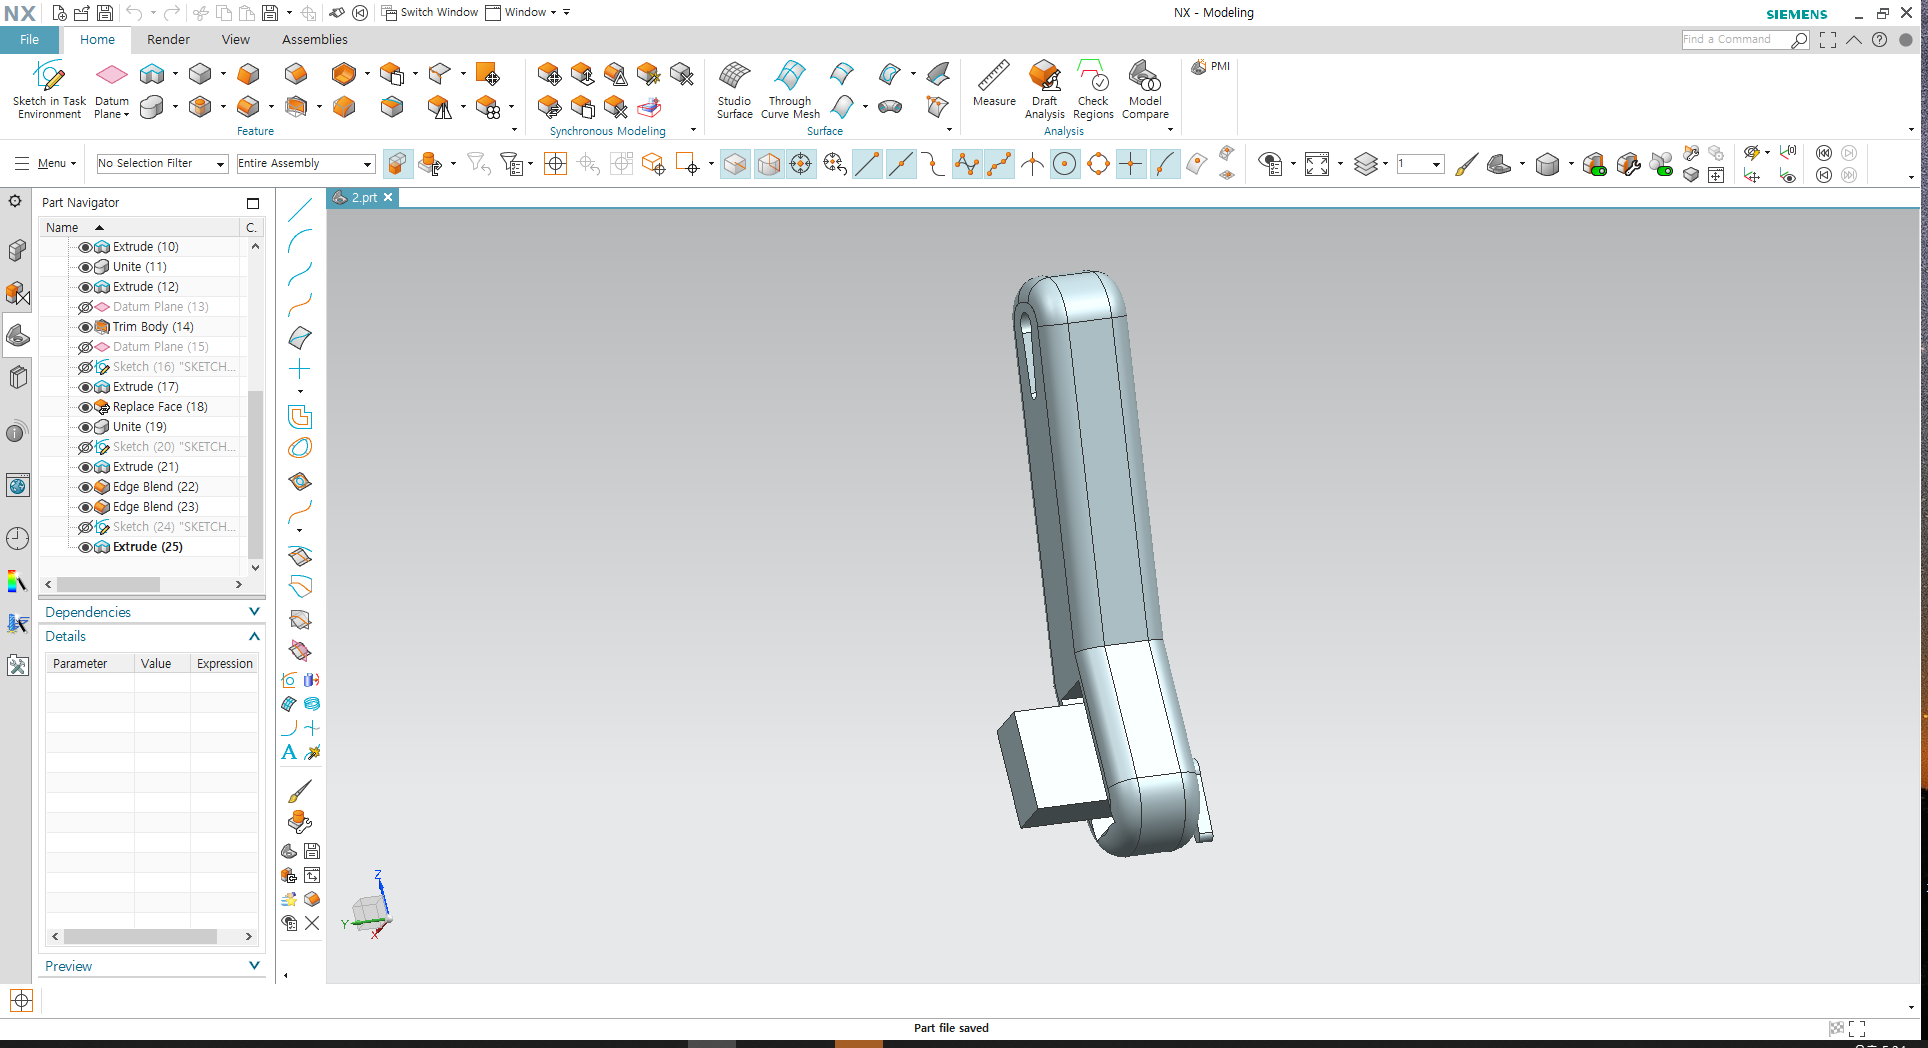 NX
Switch Window
Window
NX - Modeling
SIEMENS
File
Home
Render
View
Assemblies
Find a Command
Sketch in Task
Environment
Datum
Plane
Feature
Synchronous Modeling
Studio
Surface
Through
Curve Mesh
Surface
Measure
Draft
Analysis
Check
Regions
Model
Compare
Analysis
PMI
Menu
No Selection Filter
Entire Assembly
1
Part Navigator
2.prt
Name
C.
Extrude (10)
Unite (11)
Extrude (12)
Datum Plane (13)
Trim Body (14)
Datum Plane (15)
Sketch (16) "SKETCH...
Extrude (17)
Replace Face (18)
Unite (19)
Sketch (20) "SKETCH...
Extrude (21)
Edge Blend (22)
Edge Blend (23)
Sketch (24) "SKETCH...
Extrude (25)
Dependencies
Details
Parameter
Value
Expression
Preview
A
Z
Y
X
Part file saved